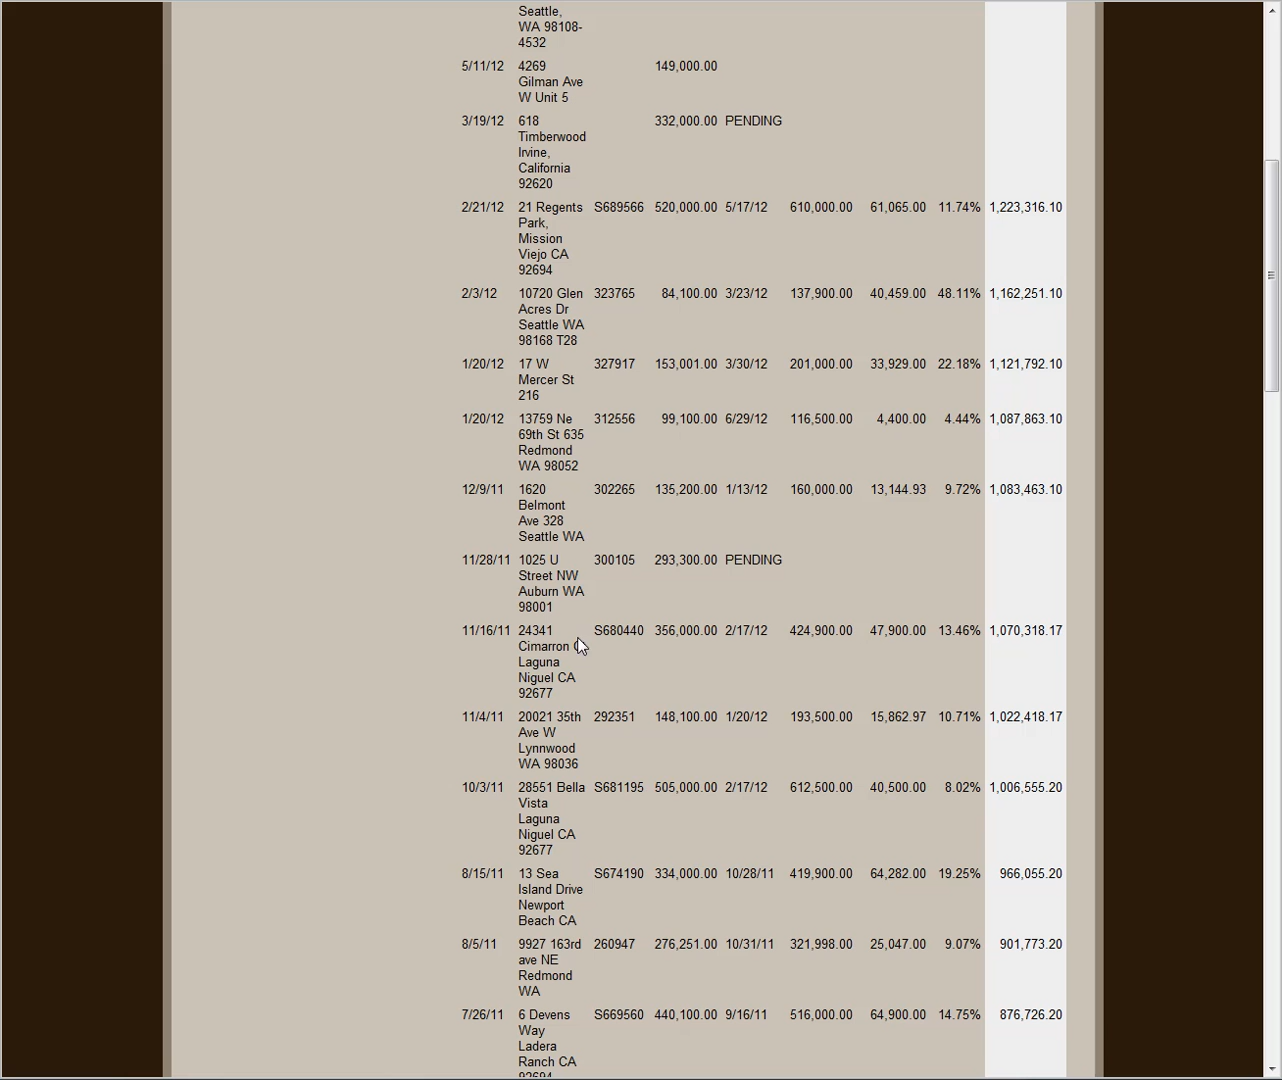 Seattle,
WA 98108-
4532
5/11/12 4269 149,000.00
Gilman Ave
W Unit 5
3/19/12 618 332,000.00 PENDING
Timberwood
Irvine,
California
92620
2/21/12 21 Regents S689566 520,000.00 5/17/12 610,000.00 61,065.00 11.74% 1,223,316.10
Park,
Mission
Viejo CA
92694
2/3/12 10720 Glen 323765 84,100.00 3/23/12 137,900.00 40,459.00 48.11% 1,162,251.10
Acres Dr
Seattle WA
98168 T28
1/20/12 17 W 327917 153,001.00 3/30/12 201,000.00 33,929.00 22.18% 1,121,792.10
Mercer St
216
1/20/12 13759 Ne 312556 99,100.00 6/29/12 116,500.00 4,400.00 4.44% 1,087,863.10
69th St 635
Redmond
WA 98052
12/9/11 1620 302265 135,200.00 1/13/12 160,000.00 13,144.93 9.72% 1,083,463.10
Belmont
Ave 328
Seattle WA
11/28/11 1025 U 300105 293,300.00 PENDING
Street NW
Auburn WA
98001
11/16/11 24341 S680440 356,000.00 2/17/12 424,900.00 47,900.00 13.46% 1,070,318.17
Cimarron
Laguna
Niguel CA
92677
11/4/11 20021 35th 292351 148,100.00 1/20/12 193,500.00 15,862.97 10.71% 1,022,418.17
Ave W
Lynnwood
WA 98036
10/3/11 28551 Bella S681195 505,000.00 2/17/12 612,500.00 40,500.00 8.02% 1,006,555.20
Vista
Laguna
Niguel CA
92677
8/15/11 13 Sea S674190 334,000.00 10/28/11 419,900.00 64,282.00 19.25% 966,055.20
Island Drive
Newport
Beach CA
8/5/11 9927 163rd 260947 276,251.00 10/31/11 321,998.00 25,047.00 9.07% 901,773.20
ave NE
Redmond
WA
7/26/11 6 Devens S669560 440,100.00 9/16/11 516,000.00 64,900.00 14.75% 876,726.20
Way
Ladera
Ranch CA
92694